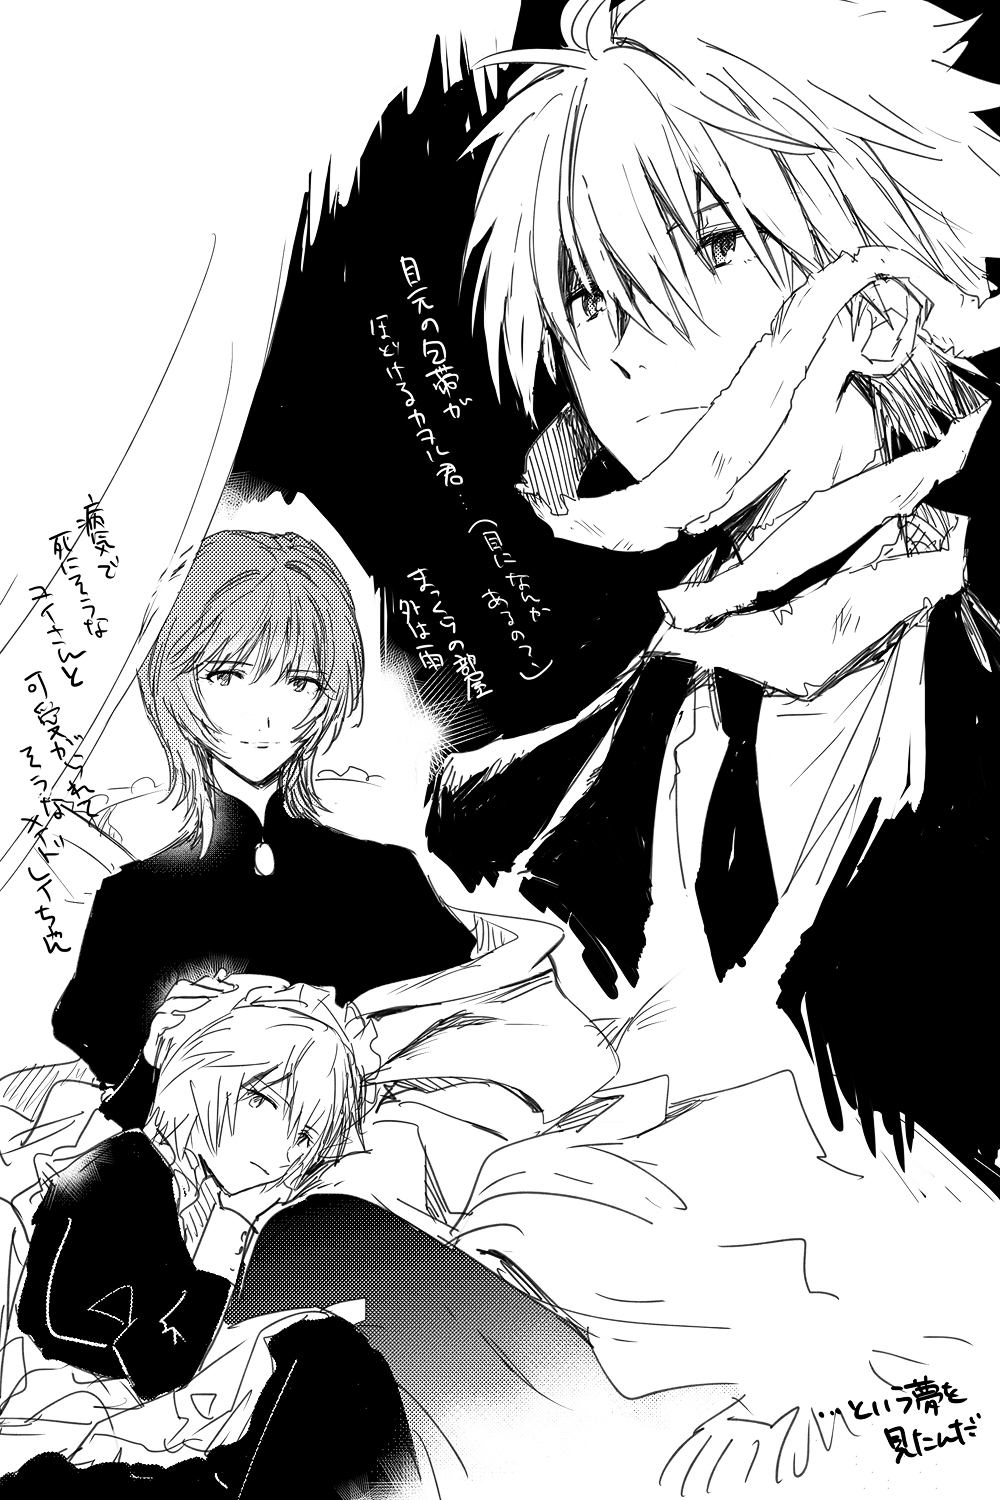 目元の包帯が
ほどけるカヲル君…
(目になんか
あるの?)
まっくらの部屋
外は雨
病気で
死にそうな
ユイさんと
可愛がられて
そうなメイドレイちゃん
…という夢を
見たんだ